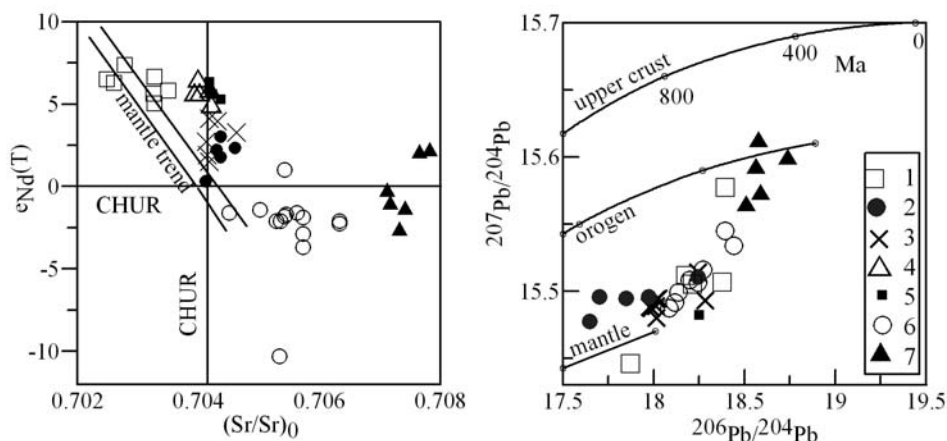 10
5
0
-5
-10
eNd(T)
mantle trend
CHUR
CHUR
0.702
0.704
0.706
0.708
(Sr/Sr)0
15.7
15.6
15.5
207Pb/204Pb
upper crust
800
400
0
Ma
orogen
mantle
1
2
3
4
5
6
7
17.5
18
18.5
19
19.5
206Pb/204Pb